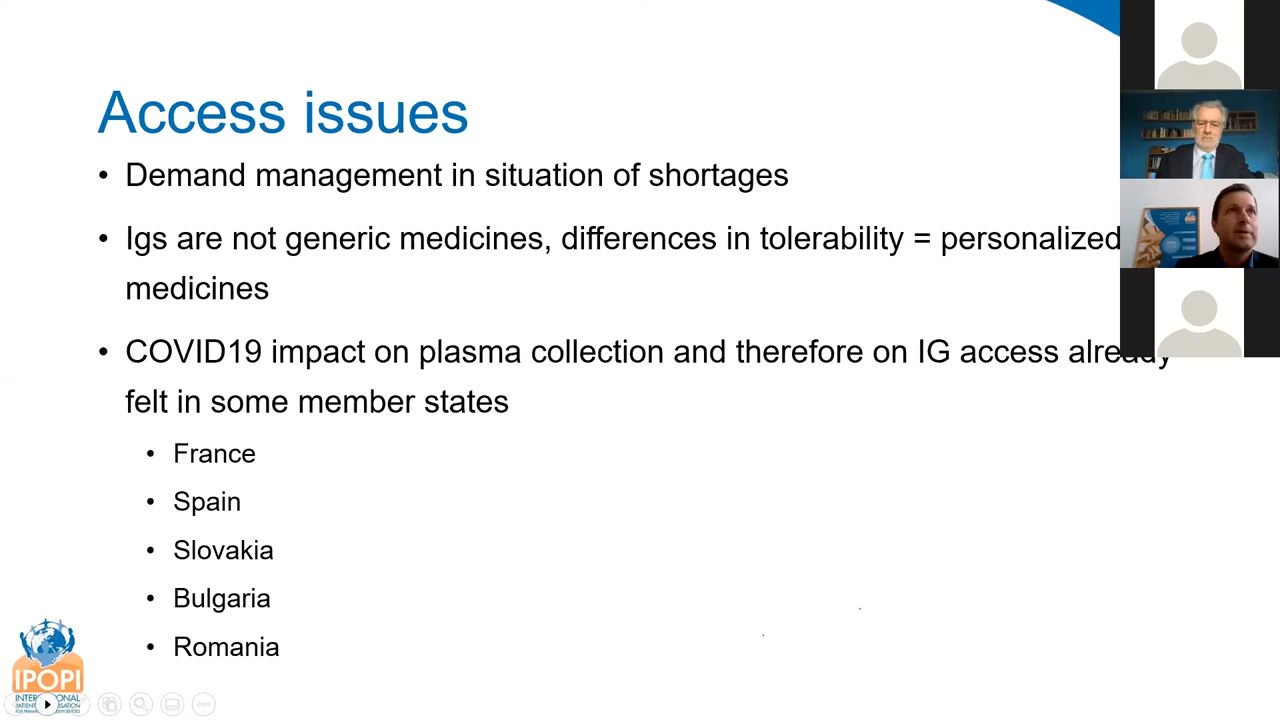 Access issues
• Demand management in situation of shortages
• Igs are not generic medicines, differences in tolerability = personalized
medicines
• COVID19 impact on plasma collection and therefore on IG access already
felt in some member states
• France
• Spain
• Slovakia
• Bulgaria
• Romania
IPOPI